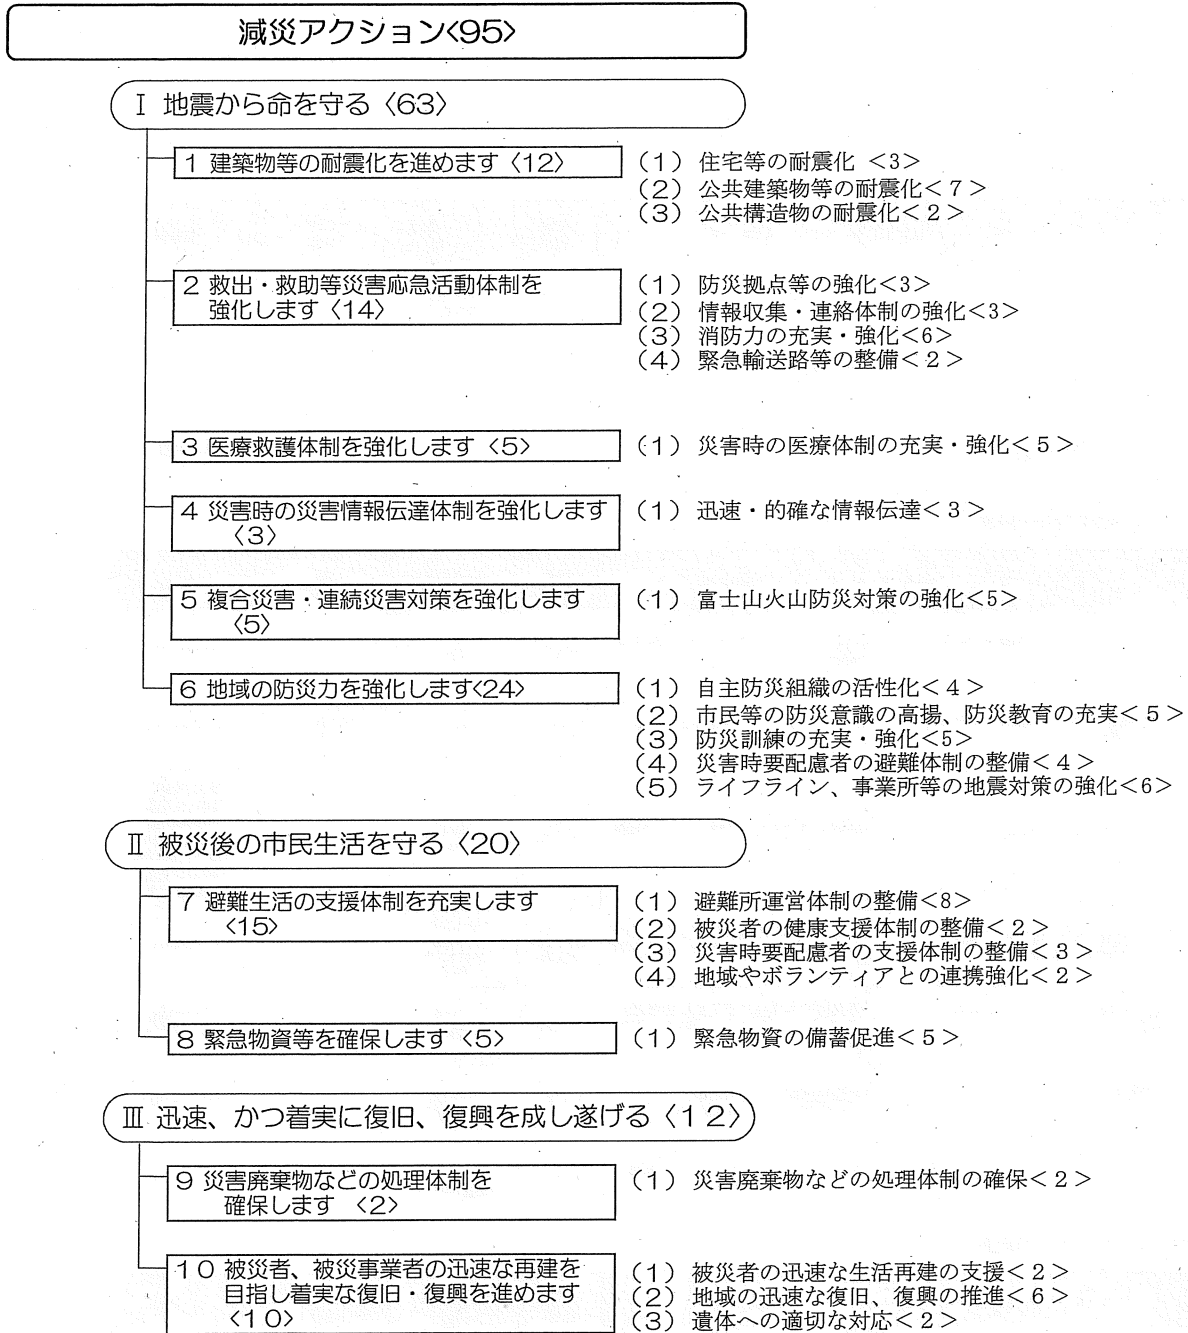 減災アクション<95>
Ⅰ 地震から命を守る〈63〉
1 建築物等の耐震化を進めます〈12〉
(1) 住宅等の耐震化 <3>
(2) 公共建築物等の耐震化<7>
(3) 公共構造物の耐震化<2>
2 救出・救助等災害応急活動体制を
強化します〈14〉
(1) 防災拠点等の強化<3>
(2) 情報収集・連絡体制の強化<3>
(3) 消防力の充実・強化<6>
(4) 緊急輸送路等の整備<2>
3 医療救護体制を強化します〈5〉
(1) 災害時の医療体制の充実・強化<5>
4 災害時の災害情報伝達体制を強化します
〈3〉
(1) 迅速・的確な情報伝達<3>
5 複合災害・連続災害対策を強化します
〈5〉
(1) 富士山火山防災対策の強化<5>
6 地域の防災力を強化します<24>
(1) 自主防災組織の活性化<4>
(2) 市民等の防災意識の高揚、防災教育の充実<5>
(3) 防災訓練の充実・強化<5>
(4) 災害時要配慮者の避難体制の整備<4>
(5) ライフライン、事業所等の地震対策の強化<6>
Ⅱ 被災後の市民生活を守る〈20〉
7 避難生活の支援体制を充実します
〈15〉
(1) 避難所運営体制の整備<8>
(2) 被災者の健康支援体制の整備<2>
(3) 災害時要配慮者の支援体制の整備<3>
(4) 地域やボランティアとの連携強化<2>
8 緊急物資等を確保します〈5〉
(1) 緊急物資の備蓄促進<5>
Ⅲ 迅速、かつ着実に復旧、復興を成し遂げる〈12〉
9 災害廃棄物などの処理体制を
確保します 〈2〉
(1) 災害廃棄物などの処理体制の確保<2>
10 被災者、被災事業者の迅速な再建を
目指し着実な復旧・復興を進めます
〈10〉
(1) 被災者の迅速な生活再建の支援<2>
(2) 地域の迅速な復旧、復興の推進<6>
(3) 遺体への適切な対応<2>